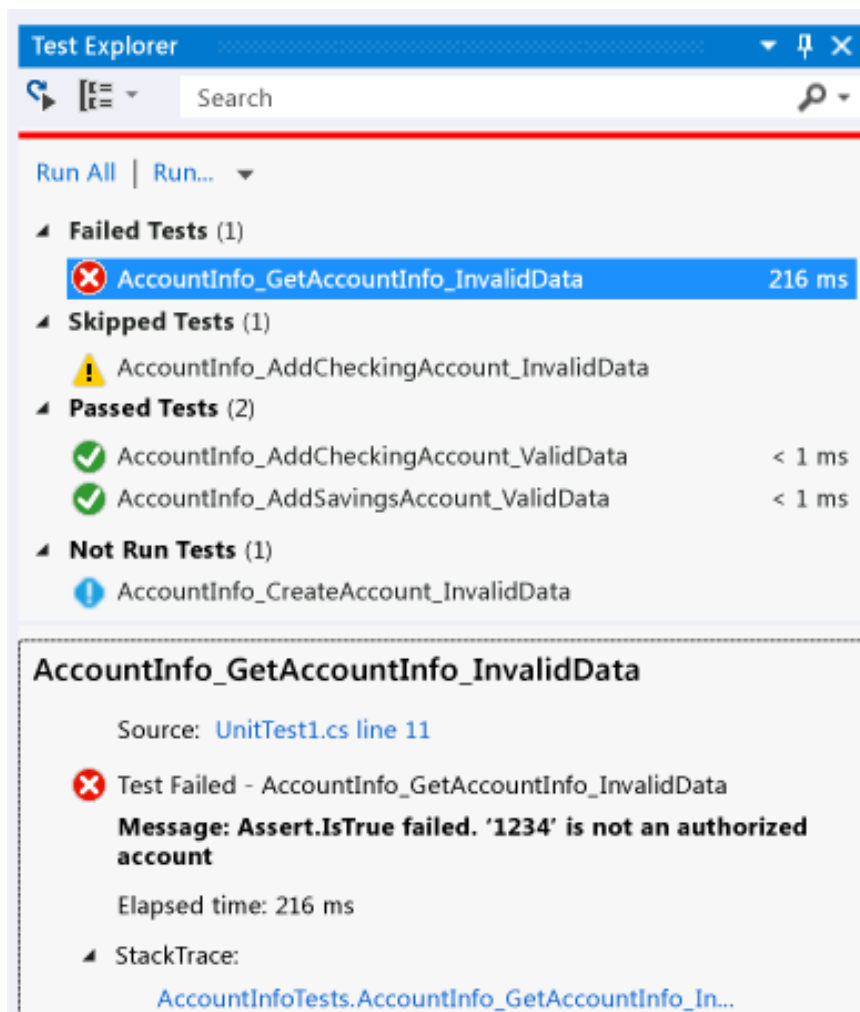 Test Explorer
Search
Run All | Run...
Failed Tests (1)
AccountInfo_GetAccountInfo_InvalidData 216 ms
Skipped Tests (1)
AccountInfo_AddCheckingAccount_InvalidData
Passed Tests (2)
AccountInfo_AddCheckingAccount_ValidData < 1 ms
AccountInfo_AddSavingsAccount_ValidData < 1 ms
Not Run Tests (1)
AccountInfo_CreateAccount_InvalidData
AccountInfo_GetAccountInfo_InvalidData
Source: UnitTest1.cs line 11
Test Failed - AccountInfo_GetAccountInfo_InvalidData
Message: Assert.IsTrue failed. ‘1234’ is not an authorized
account
Elapsed time: 216 ms
StackTrace:
AccountInfoTests.AccountInfo_GetAccountInfo_In...